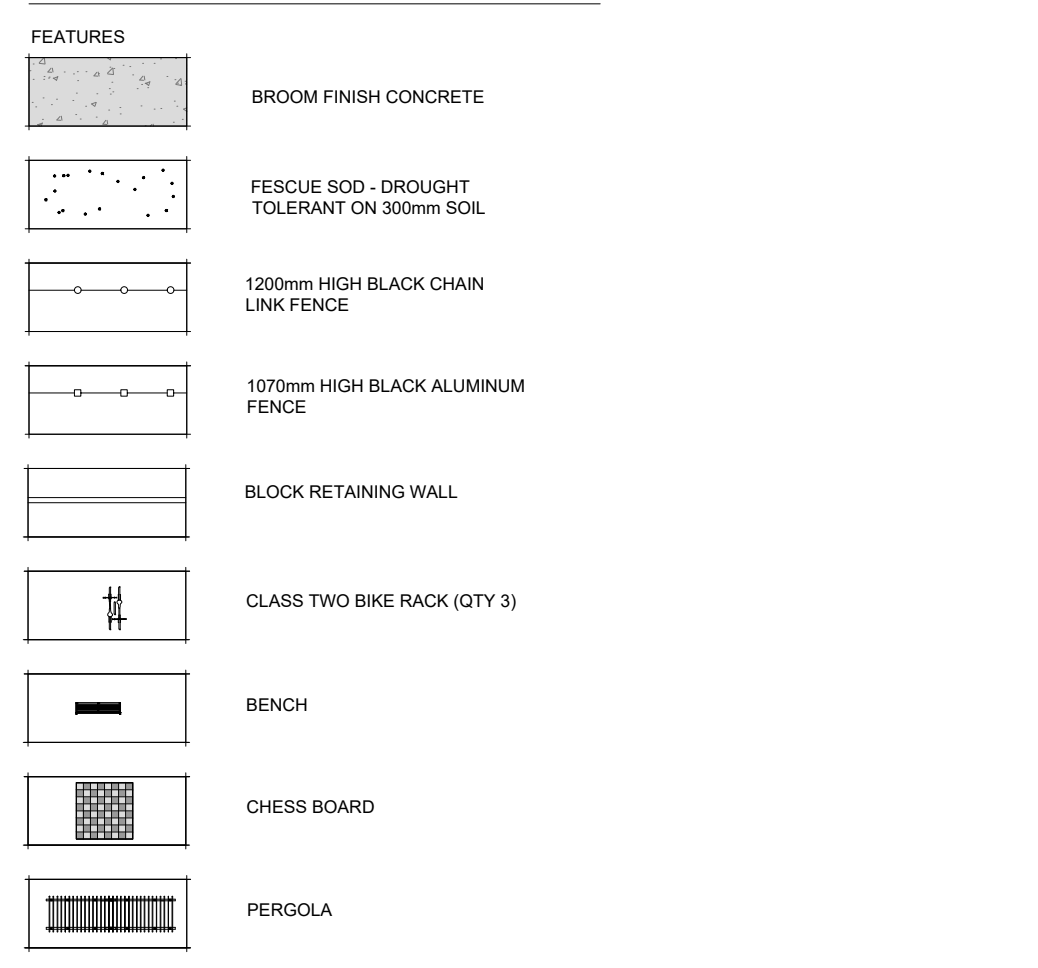 FEATURES
BROOM FINISH CONCRETE
FESCUE SOD - DROUGHT
TOLERANT ON 300mm SOIL
1200mm HIGH BLACK CHAIN
LINK FENCE
1070mm HIGH BLACK ALUMINUM
FENCE
BLOCK RETAINING WALL
CLASS TWO BIKE RACK (QTY 3)
BENCH
CHESS BOARD
PERGOLA